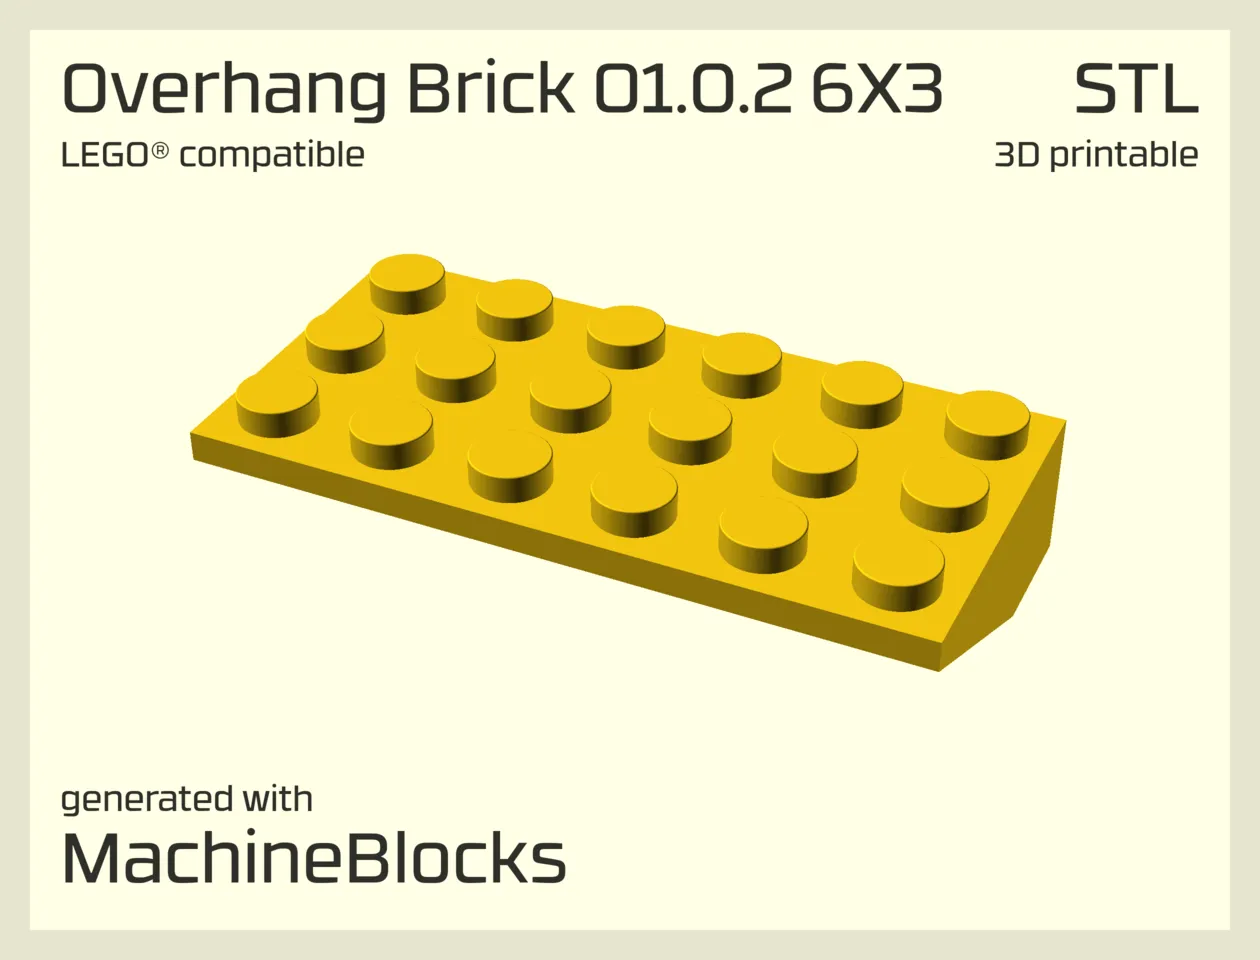 Overhang Brick 01.0.2 6X3
STL
LEGO® compatible
3D printable
generated with
MachineBlocks